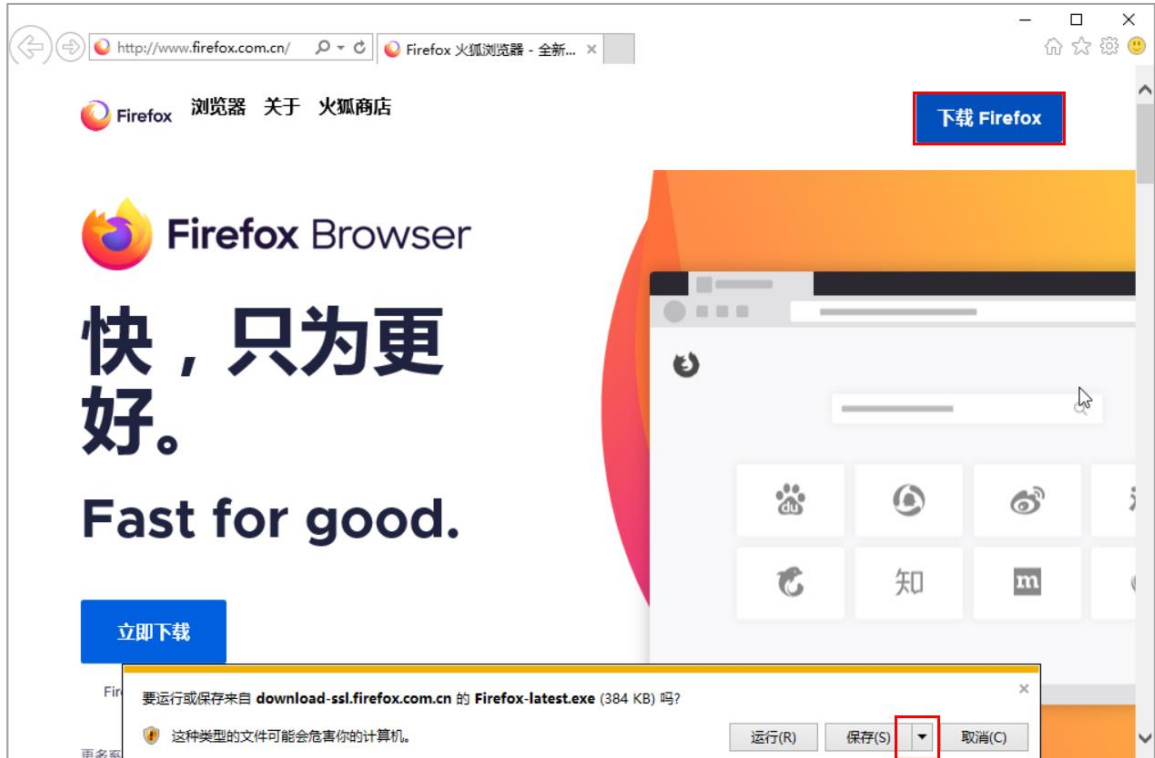 http://www.firefox.com.cn/
Firefox 火狐浏览器 - 全新...
Firefox 浏览器 关于 火狐商店
下载 Firefox
Firefox Browser
快，只为更
好。
Fast for good.
du
知
m
立即下载
要运行或保存来自 download-ssl.firefox.com.cn 的 Firefox-latest.exe (384 KB) 吗?
这种类型的文件可能会危害你的计算机。
运行(R) 保存(S) 取消(C)